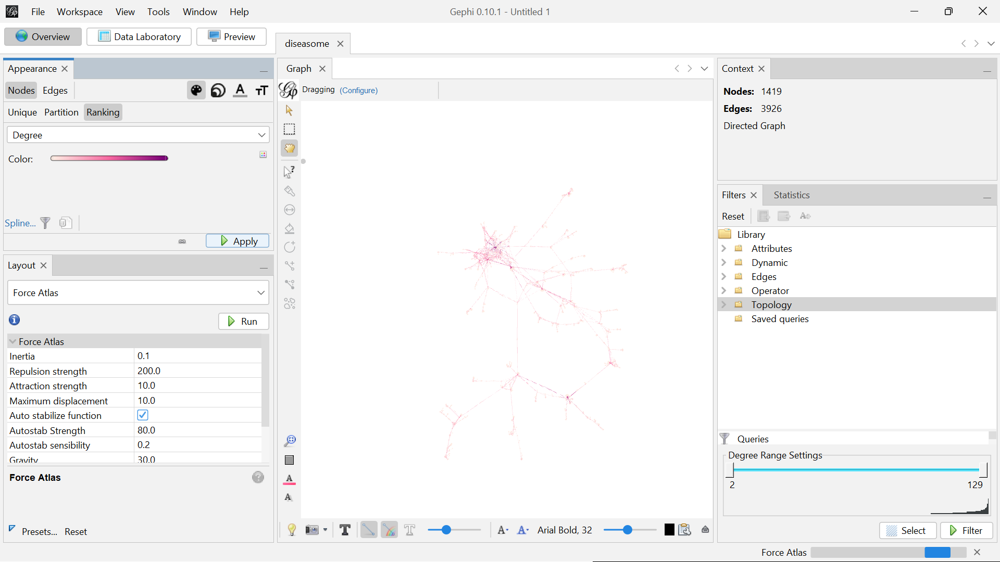 File Workspace View Tools Window Help
Gephi 0.10.1 - Untitled 1
Overview Data Laboratory Preview
diseasome
Appearance
Nodes Edges
Unique Partition Ranking
Degree
Color:
Spline...
Apply
Layout
Force Atlas
Run
Force Atlas
Inertia 0.1
Repulsion strength 200.0
Attraction strength 10.0
Maximum displacement 10.0
Auto stabilize function
Autostab Strength 80.0
Autostab sensibility 0.2
Gravity 30.0
Force Atlas
Presets... Reset
Graph
Dragging (Configure)
Arial Bold, 32
Context
Nodes: 1419
Edges: 3926
Directed Graph
Filters Statistics
Reset
Library
Attributes
Dynamic
Edges
Operator
Topology
Saved queries
Queries
Degree Range Settings
2 129
Select Filter
Force Atlas